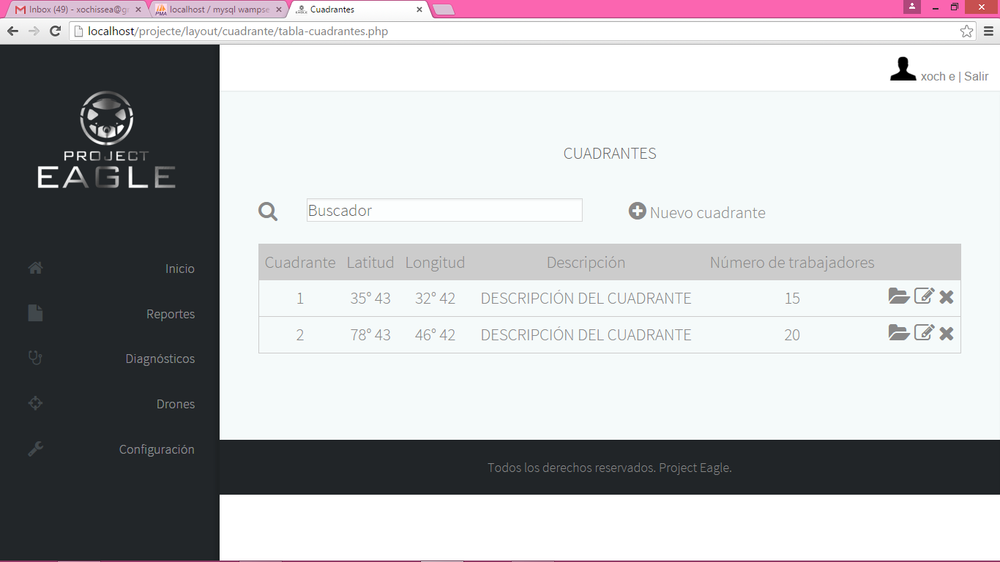 Inbox (49) - xochissea@g
localhost / mysql wampse
Cuadrantes
localhost/projecte/layout/cuadrante/tabla-cuadrantes.php
xoch e | Salir
PROJECT
EAGLE
CUADRANTES
Buscador
Nuevo cuadrante
Cuadrante Latitud Longitud Descripción Número de trabajadores
1 35° 43 32° 42 DESCRIPCIÓN DEL CUADRANTE 15
2 78° 43 46° 42 DESCRIPCIÓN DEL CUADRANTE 20
Inicio
Reportes
Diagnósticos
Drones
Configuración
Todos los derechos reservados. Project Eagle.